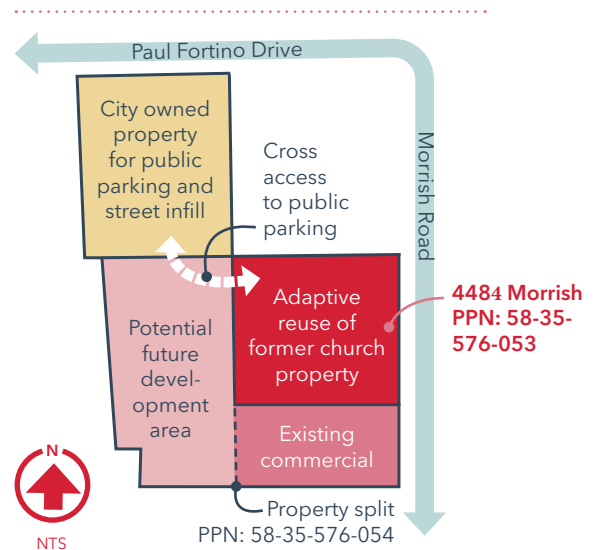 Paul Fortino Drive
City owned
property
for public
parking and
street infill
Cross
access
to public
parking
Morrish Road
Adaptive
reuse of
former church
property
4484 Morrish
PPN: 58-35-
576-053
Potential
future
devel-
opment
area
Existing
commercial
N
NTS
Property split
PPN: 58-35-576-054